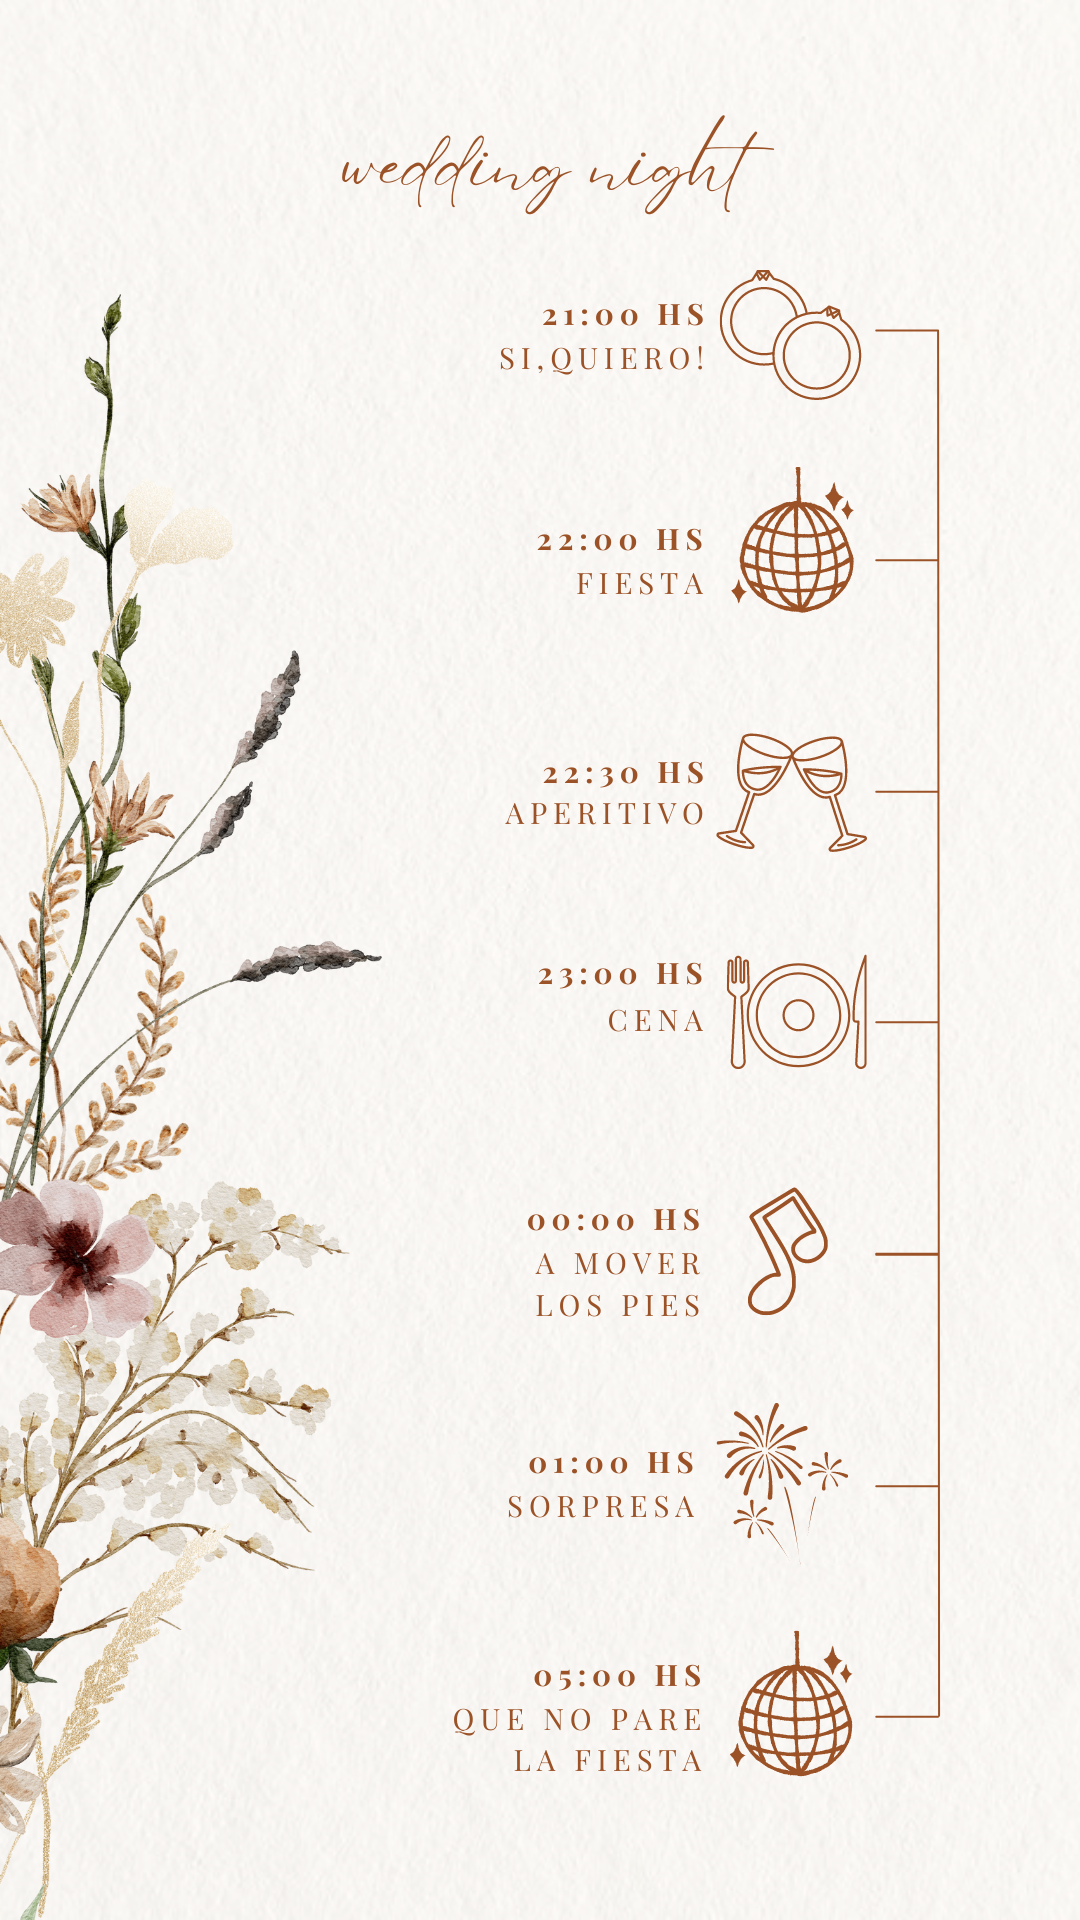 wedding night
21:00 HS
SI,QUIERO!
22:00 HS
FIESTA
22:30 HS
APERITIVO
23:00 HS
CENA
00:00 HS
A MOVER
LOS PIES
01:00 HS
SORPRESA
05:00 HS
QUE NO PARE
LA FIESTA